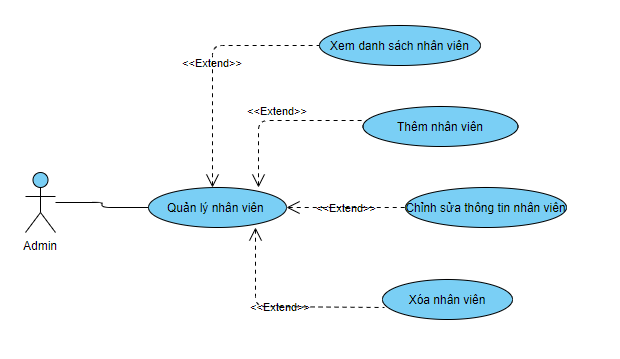 Xem danh sách nhân viên
<<Extend>>
<<Extend>>
Thêm nhân viên
Quản lý nhân viên
<<Extend>>
Chỉnh sửa thông tin nhân viên
Admin
Xóa nhân viên
<<Extend>>